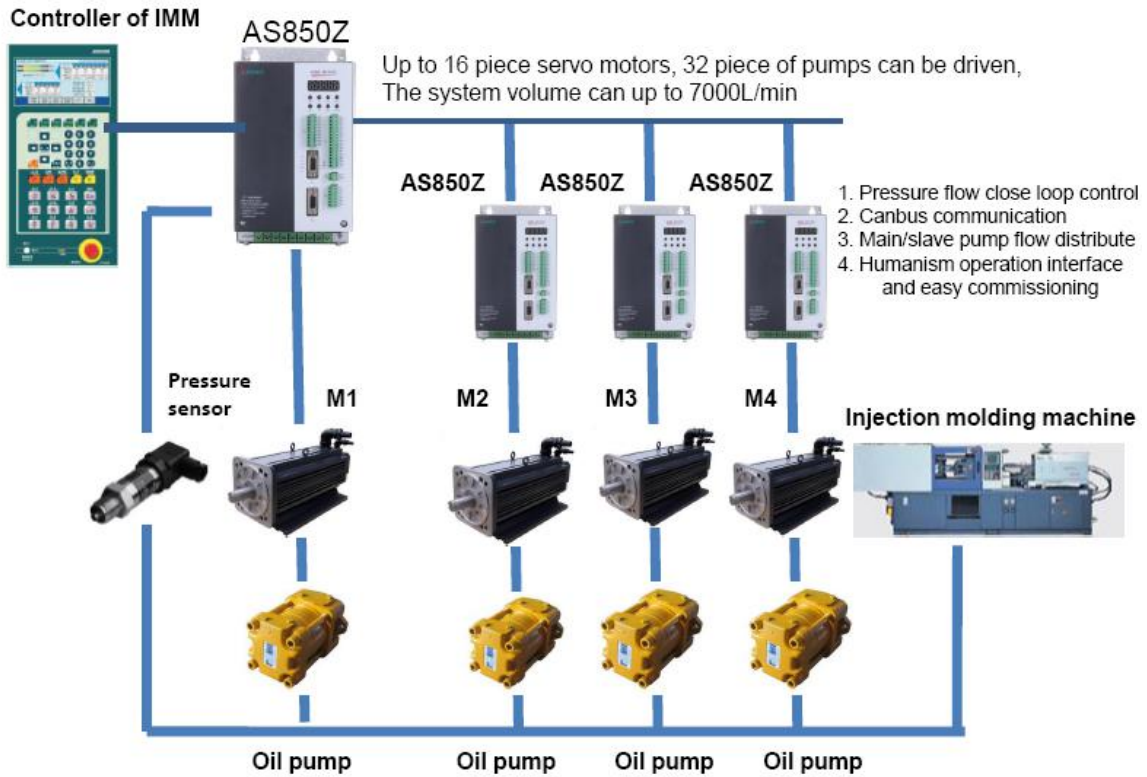 Controller of IMM
AS850Z
Up to 16 piece servo motors, 32 piece of pumps can be driven,
The system volume can up to 7000L/min
AS850Z
AS850Z
AS850Z
1. Pressure flow close loop control
2. Canbus communication
3. Main/slave pump flow distribute
4. Humanism operation interface
and easy commissioning
Pressure
sensor
M1
M2
M3
M4
Injection molding machine
Oil pump
Oil pump
Oil pump
Oil pump